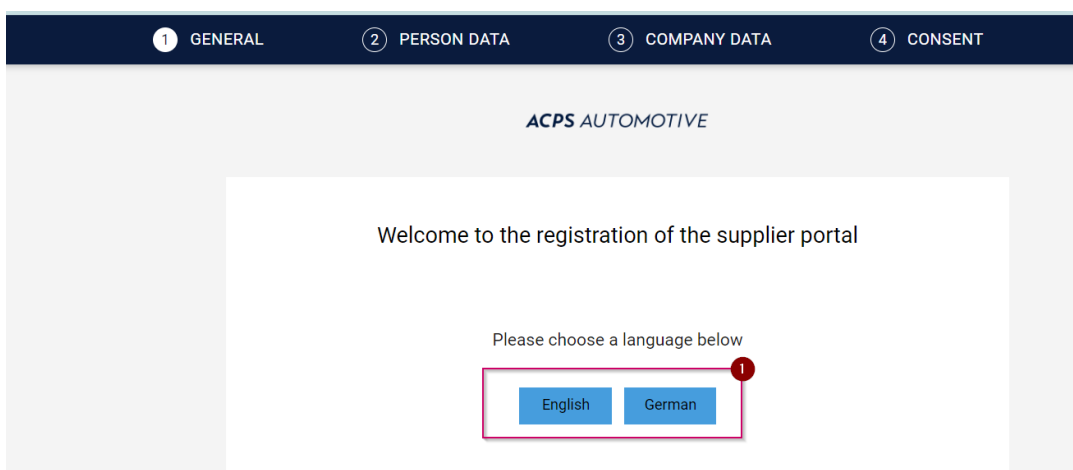 1 GENERAL 2 PERSON DATA 3 COMPANY DATA 4 CONSENT
ACPS AUTOMOTIVE
Welcome to the registration of the supplier portal
Please choose a language below
1
English German